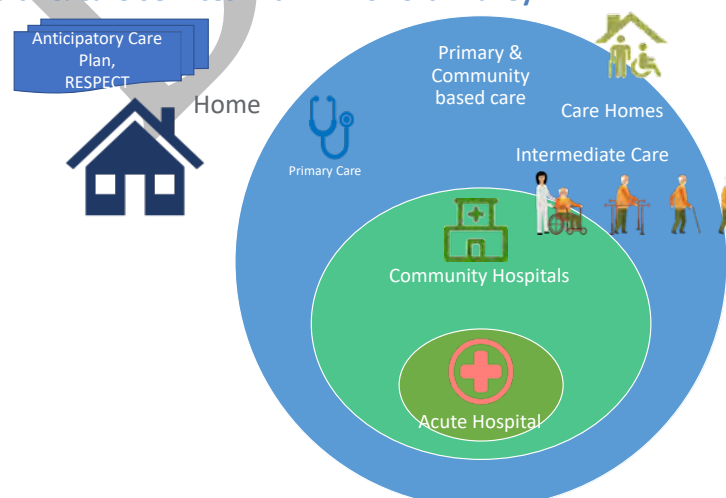 Anticipatory Care
Plan,
RESPECT
Home
Primary &
Community
based care
Care Homes
Primary Care
Intermediate Care
Community Hospitals
Acute Hospital